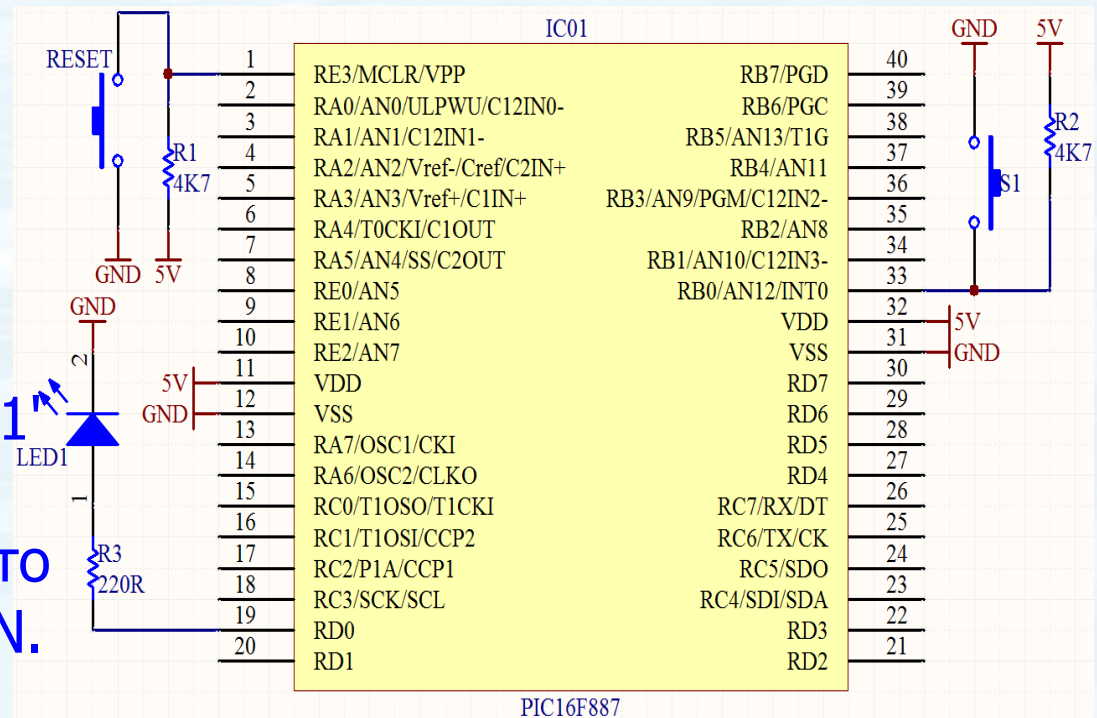 IC01
RESET
1
RE3/MCLR/VPP
2
RA0/AN0/ULPWU/C12IN0-
3
RA1/AN1/C12IN1-
4
RA2/AN2/Vref-/Cref/C2IN+
5
RA3/AN3/Vref+/C1IN+
6
RA4/T0CKI/C1OUT
7
RA5/AN4/SS/C2OUT
8
RE0/AN5
9
RE1/AN6
10
RE2/AN7
11
VDD
12
VSS
13
RA7/OSC1/CKI
14
RA6/OSC2/CLKO
15
RC0/T1OSO/T1CKI
16
RC1/T1OSI/CCP2
17
RC2/P1A/CCP1
18
RC3/SCK/SCL
19
RD0
20
RD1
R1
4K7
GND
5V
GND
2
5V
GND
1"
LED1
1
TO
R3
220R
N.
40
RB7/PGD
39
RB6/PGC
38
RB5/AN13/T1G
37
RB4/AN11
36
RB3/AN9/PGM/C12IN2-
35
RB2/AN8
34
RB1/AN10/C12IN3-
33
RB0/AN12/INT0
32
VDD
31
VSS
30
RD7
29
RD6
28
RD5
27
RD4
26
RC7/RX/DT
25
RC6/TX/CK
24
RC5/SDO
23
RC4/SDI/SDA
22
RD3
21
RD2
GND
5V
R2
4K7
S1
5V
GND
PIC16F887